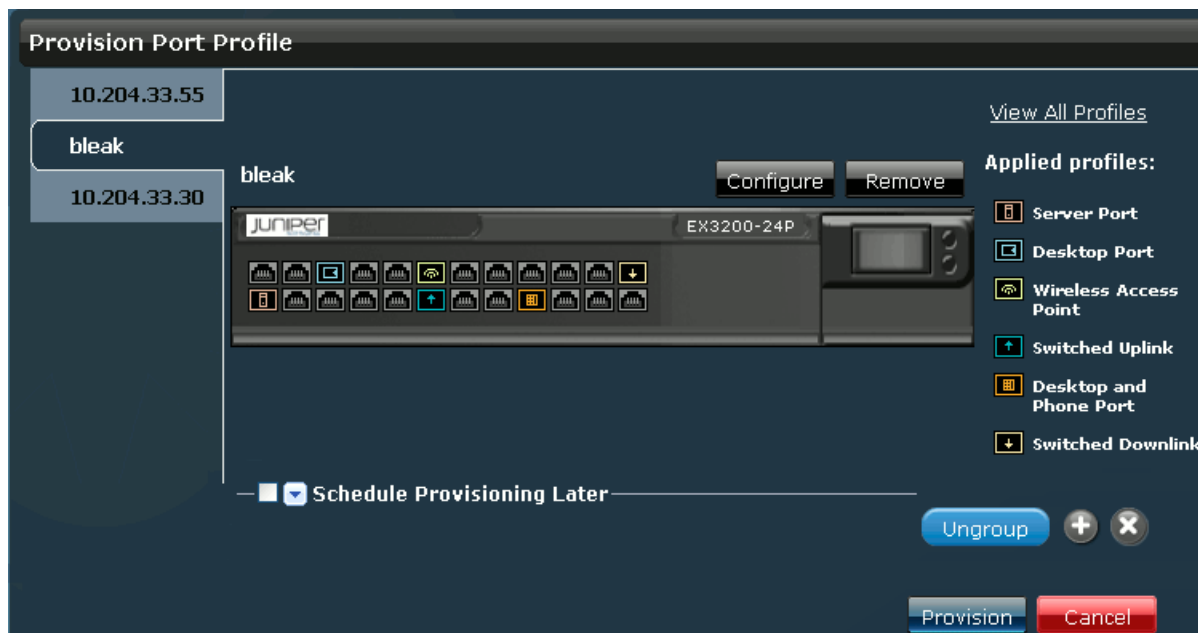 Provision Port Profile
10.204.33.55
bleak
10.204.33.30
bleak
Configure
Remove
JUNIPEr
EX3200-24P
View All Profiles
Applied profiles:
Server Port
Desktop Port
Wireless Access
Point
Switched Uplink
Desktop and
Phone Port
Switched Downlink
Schedule Provisioning Later
Ungroup
Provision
Cancel